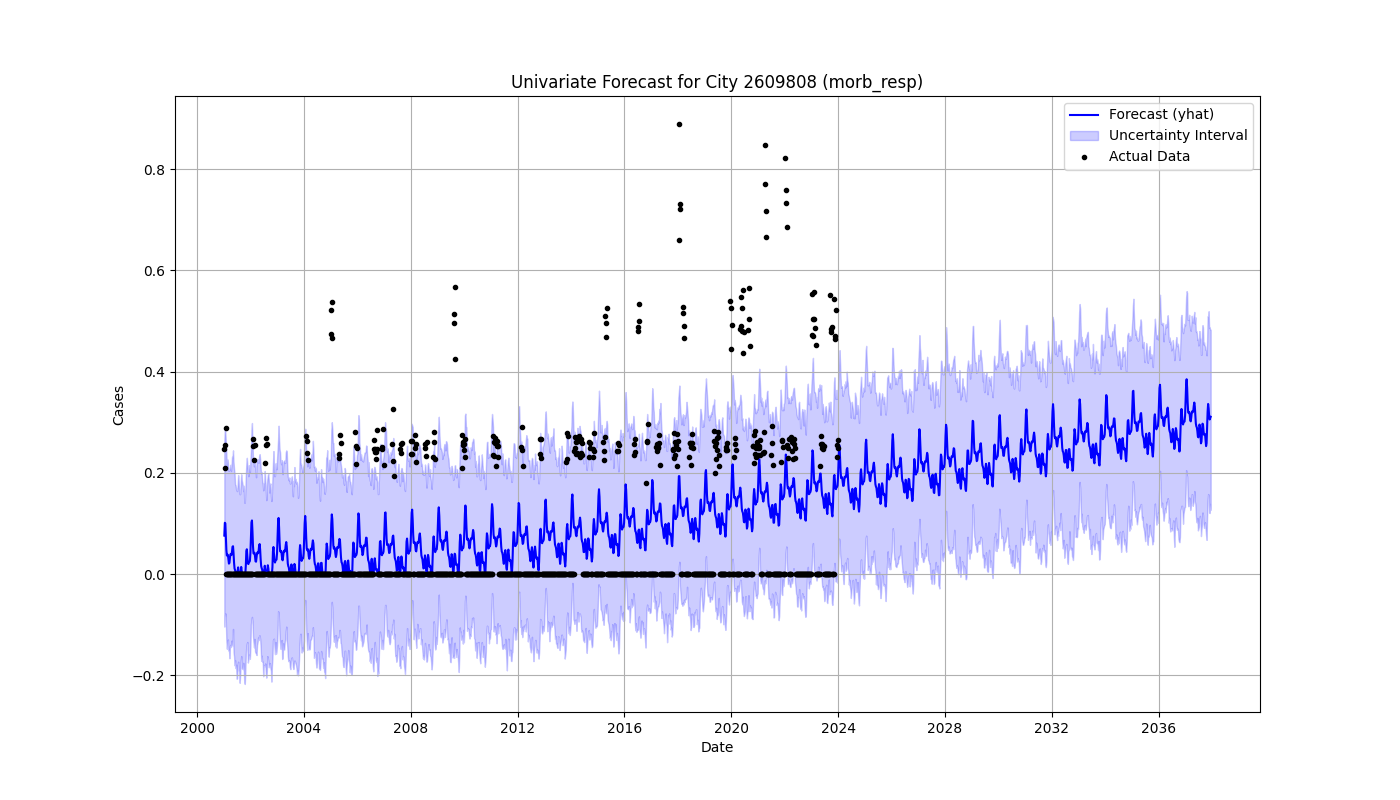 Univariate Forecast for City 2609808 (morb_resp)
Forecast (yhat)
Uncertainty Interval
Actual Data
Cases
0.8
0.6
0.4
0.2
0.0
−0.2
2000 2004 2008 2012 2016 2020 2024 2028 2032 2036
Date